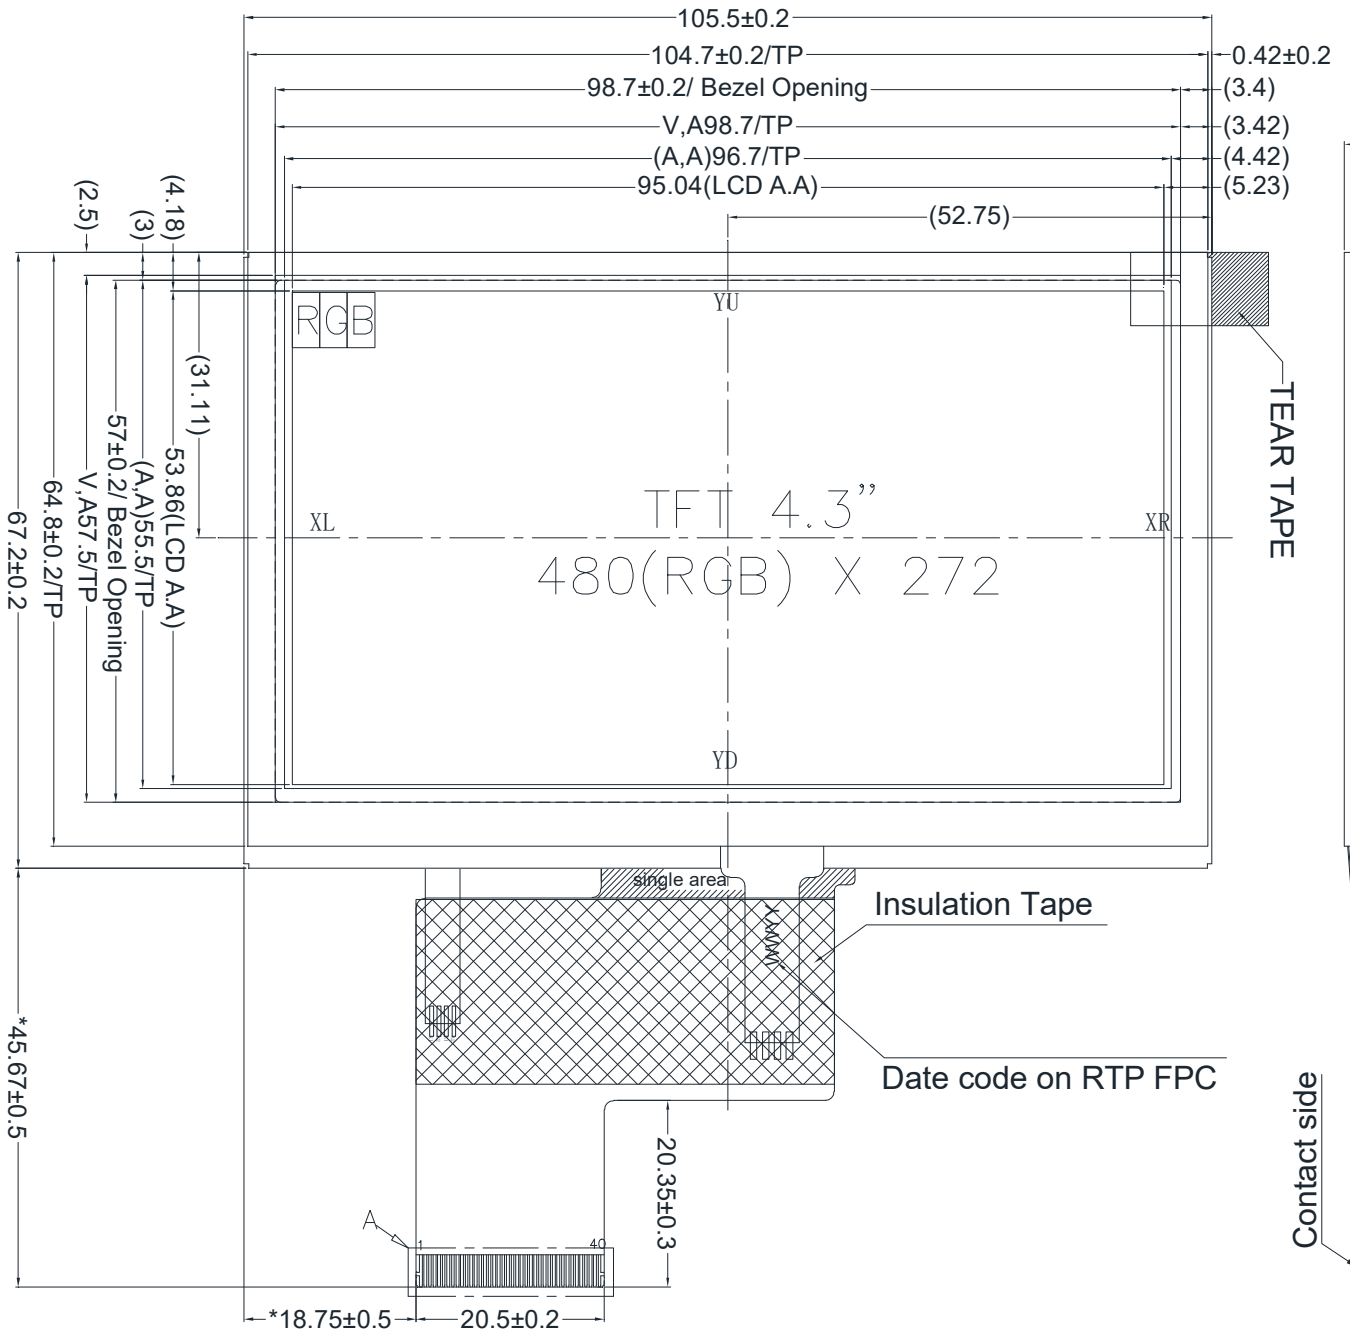 105.5±0.2
104.7±0.2/TP
0.42±0.2
98.7±0.2/ Bezel Opening
(3.4)
V,A98.7/TP
(3.42)
(A,A)96.7/TP
(4.42)
95.04(LCD A.A)
(5.23)
(52.75)
(2.5)
(3)
(4.18)
(31.11)
53.86(LCD A.A)
(A,A)55.5/TP
57±0.2/ Bezel Opening
V,A57.5/TP
64.8±0.2/TP
67.2±0.2
RGB
YU
XL
TFT 4.3”
480(RGB) X 272
XR
YD
TEAR TAPE
single area
Insulation Tape
YYWW
Date code on RTP FPC
*45.67±0.5
20.35±0.3
Contact side
A
1
40
*18.75±0.5
20.5±0.2